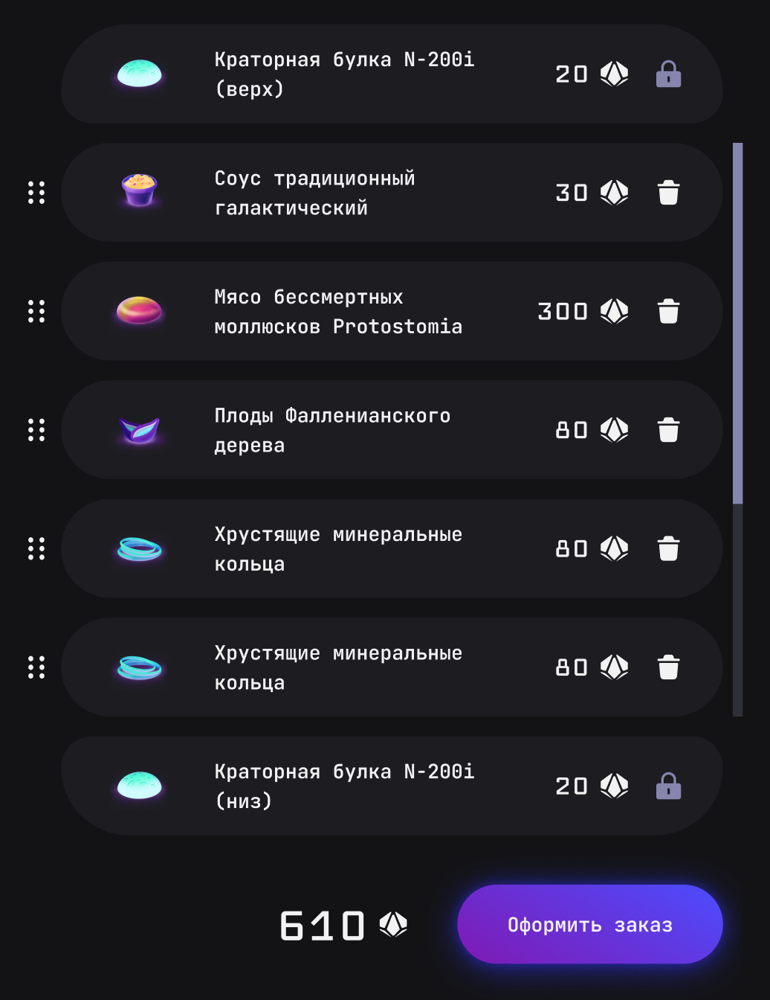 Краторная булка N-200i
(верх)
20
Соус традиционный
галактический
30
Мясо бессмертных
моллюсков Protostomia
300
Плоды Фалленианского
дерева
80
Хрустящие минеральные
кольца
80
Хрустящие минеральные
кольца
80
Краторная булка N-200i
(низ)
20
610
Оформить заказ